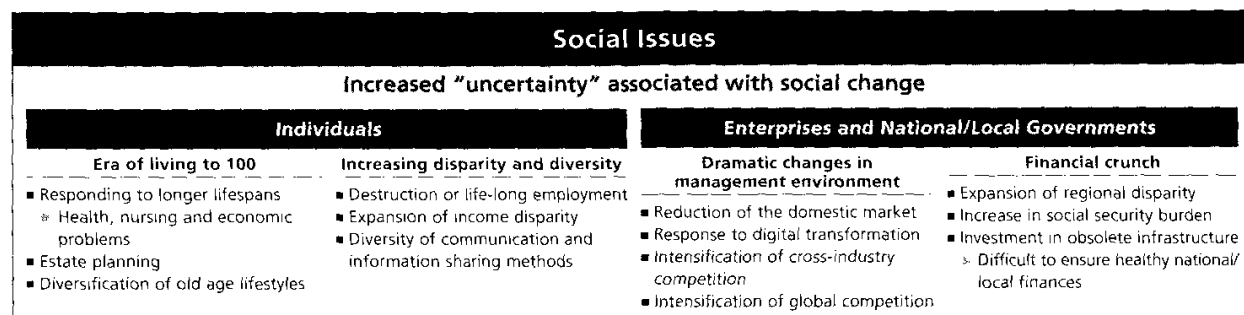 Social Issues
Increased "uncertainty" associated with social change
Individuals
Era of living to 100
■ Responding to longer lifespans
» Health, nursing and economic
problems
■ Estate planning
■ Diversification of old age lifestyles
Increasing disparity and diversity
■ Destruction or life-long employment
■ Expansion of income disparity
■ Diversity of communication and
information sharing methods
Enterprises and National/Local Governments
Dramatic changes in
management environment
■ Reduction of the domestic market
■ Response to digital transformation
■ Intensification of cross-industry
competition
■ Intensification of global competition
Financial crunch
■ Expansion of regional disparity
■ Increase in social security burden
■ Investment in obsolete infrastructure
» Difficult to ensure healthy national/
local finances